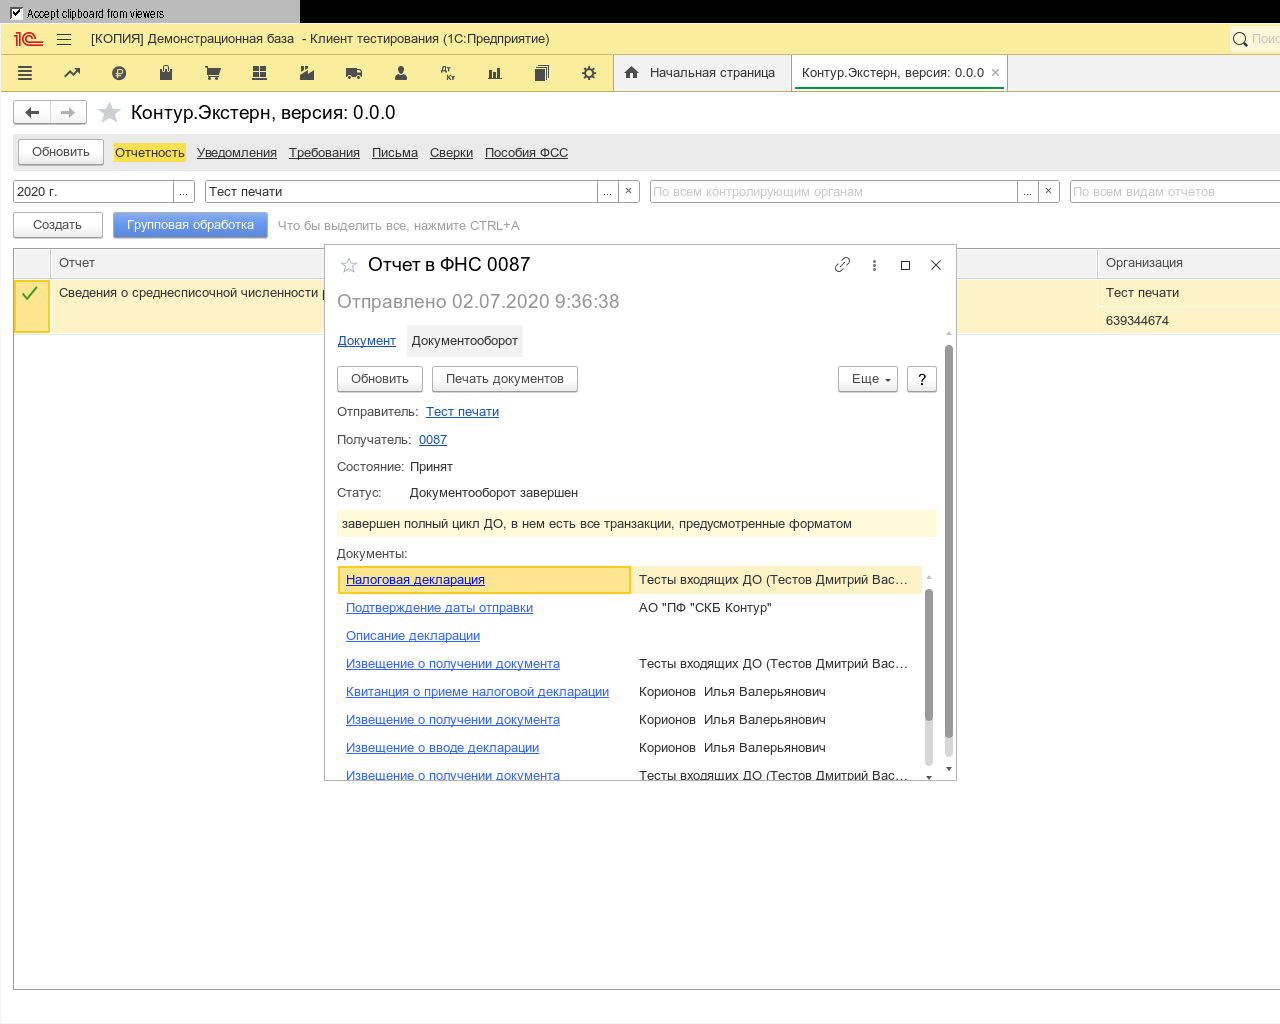 Accept clipboard from viewers
[КОПИЯ] Демонстрационная база - Клиент тестирования (1С:Предприятие)
Начальная страница
Контур.Экстерн, версия: 0.0.0
Контур.Экстерн, версия: 0.0.0
Обновить Отчетность Уведомления Требования Письма Сверки Пособия ФСС
2020 г. ... Тест печати ... × По всем контролирующим органам ... × По всем видам отчетов
Создать Групповая обработка Что бы выделить все, нажмите CTRL+A
Отчет Организация
Сведения о среднесписочной численности Тест печати
639344674
Отчет в ФНС 0087
Отправлено 02.07.2020 9:36:38
Документ Документооборот
Обновить Печать документов Еще ?
Отправитель: Тест печати
Получатель: 0087
Состояние: Принят
Статус: Документооборот завершен
завершен полный цикл ДО, в нем есть все транзакции, предусмотренные форматом
Документы:
Налоговая декларация Тесты входящих ДО (Тестов Дмитрий Вас...
Подтверждение даты отправки АО "ПФ "СКБ Контур"
Описание декларации
Извещение о получении документа Тесты входящих ДО (Тестов Дмитрий Вас...
Квитанция о приеме налоговой декларации Корионов Илья Валерьянович
Извещение о получении документа Корионов Илья Валерьянович
Извещение о вводе декларации Корионов Илья Валерьянович
Извещение о получении документа Тесты входящих ДО (Тестов Дмитрий Вас...